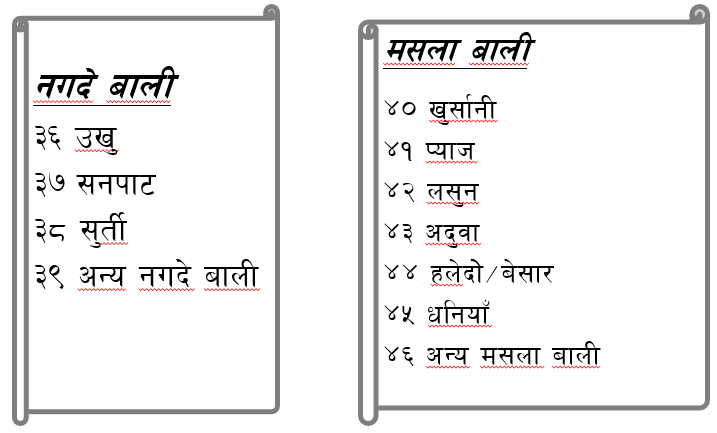 नगदे बाली
३६ उखु
३७ सनपाट
३८ सुर्ती
३९ अन्य नगदे बाली
मसला बाली
४० खुर्सानी
४१ प्याज
४२ लसुन
४३ अदुवा
४४ हलेदो/बेसार
४५ धनियाँ
४६ अन्य मसला बाली